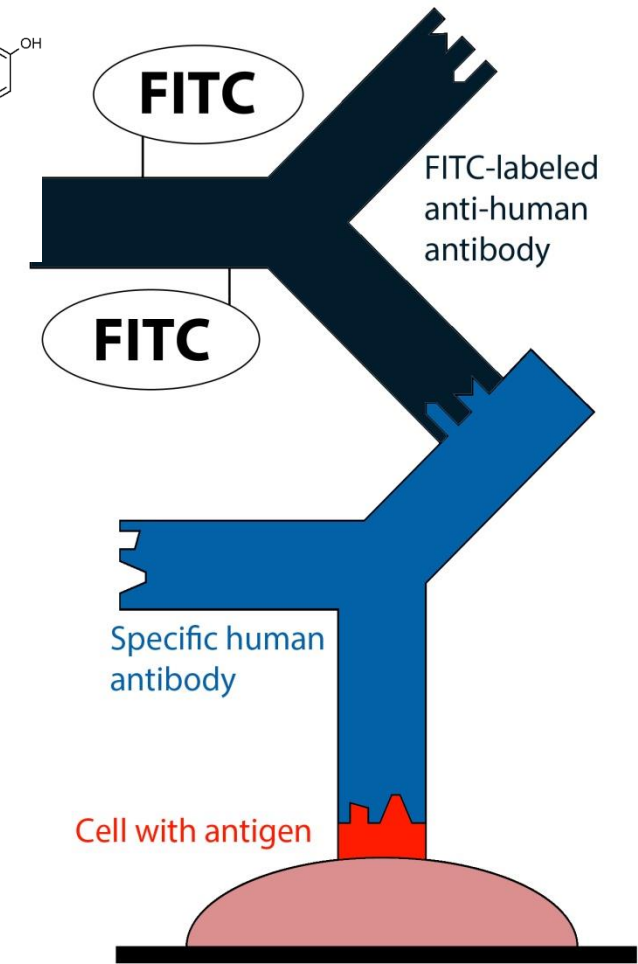 OH
FITC
FITC-labeled
anti-human
antibody
FITC
Specific human
antibody
Cell with antigen